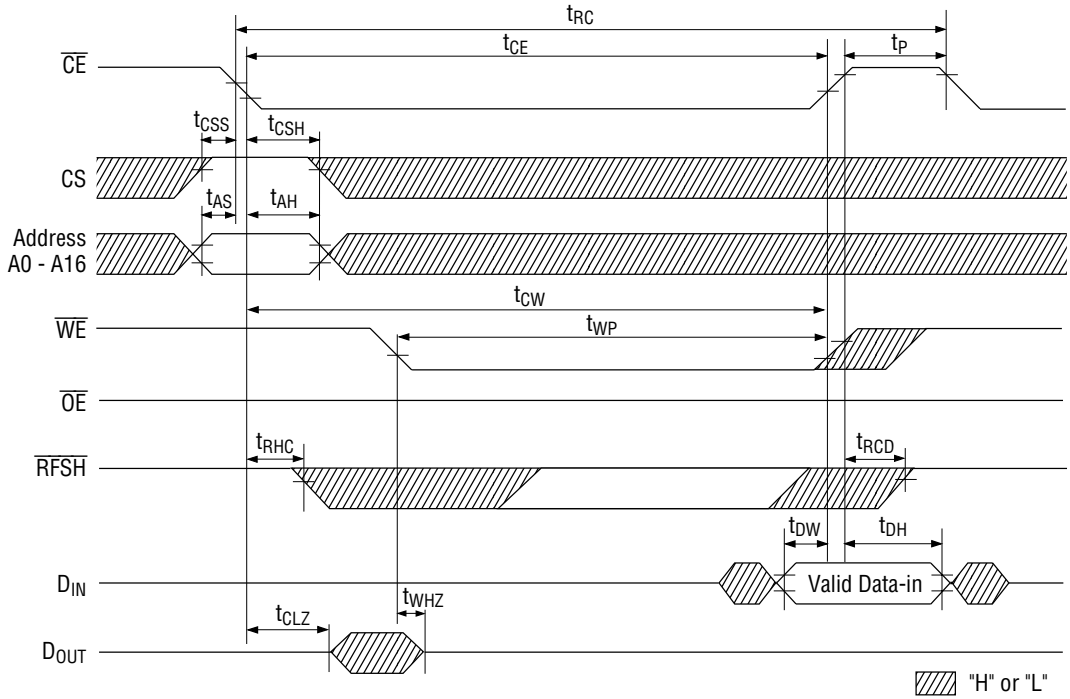 tRC
tCE
tP
CE
tCSS
tCSH
CS
tAS
tAH
Address
A0 - A16
tCW
WE
tWP
OE
tRHC
tRCD
RFSH
tDW
tDH
DIN
Valid Data-in
tWHZ
tCLZ
DOUT
"H" or "L"